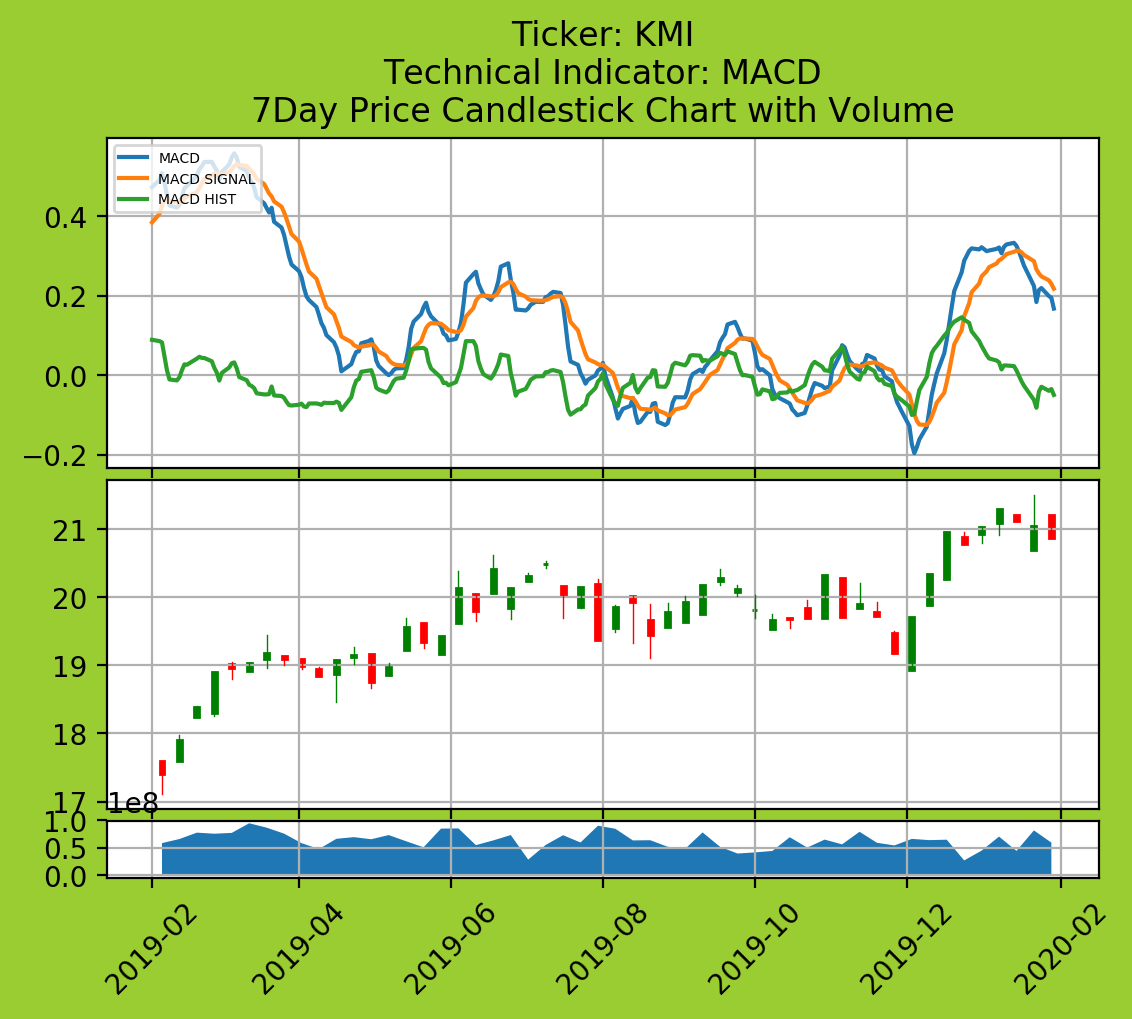 Ticker: KMI
Technical Indicator: MACD
7Day Price Candlestick Chart with Volume
MACD
MACD SIGNAL
MACD HIST
0.4
0.2
0.0
−0.2
21
20
19
18
17
1e8
1.0
0.5
0.0
2019-02
2019-04
2019-06
2019-08
2019-10
2019-12
2020-02